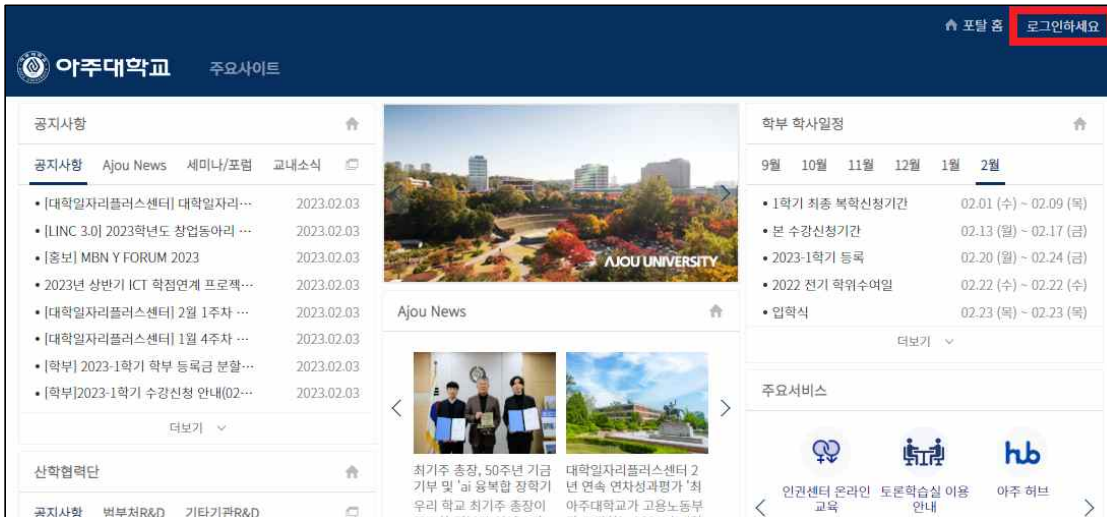 포탈 홈
로그인하세요
아주대학교
주요사이트
공지사항
공지사항 Ajou News 세미나/포럼 교내소식
• [대학일자리플러스센터] 대학일자리… 2023.02.03
• [LINC 3.0] 2023학년도 창업동아리 … 2023.02.03
• [홍보] MBN Y FORUM 2023 2023.02.03
• 2023년 상반기 ICT 학점연계 프로젝… 2023.02.03
• [대학일자리플러스센터] 2월 1주차 … 2023.02.03
• [대학일자리플러스센터] 1월 4주차 … 2023.02.03
• [학부] 2023-1학기 학부 등록금 분할… 2023.02.03
• [학부]2023-1학기 수강신청 안내(02… 2023.02.03
더보기
산학협력단
공지사항 범부처R&D 기타기관R&D
AJOU UNIVERSITY
Ajou News
최기주 총장, 50주년 기금
기부 및 'ai 융복합 장학기
우리 학교 최기주 총장이
대학일자리플러스센터 2
년 연속 연차성과평가 '최
아주대학교가 고용노동부
학부 학사일정
9월 10월 11월 12월 1월 2월
• 1학기 최종 복학신청기간 02.01 (수) ~ 02.09 (목)
• 본 수강신청기간 02.13 (월) ~ 02.17 (금)
• 2023-1학기 등록 02.20 (월) ~ 02.24 (금)
• 2022 전기 학위수여일 02.22 (수) ~ 02.22 (수)
• 입학식 02.23 (목) ~ 02.23 (목)
더보기
주요서비스
인권센터 온라인
교육
토론학습실 이용
안내
hub
아주 허브